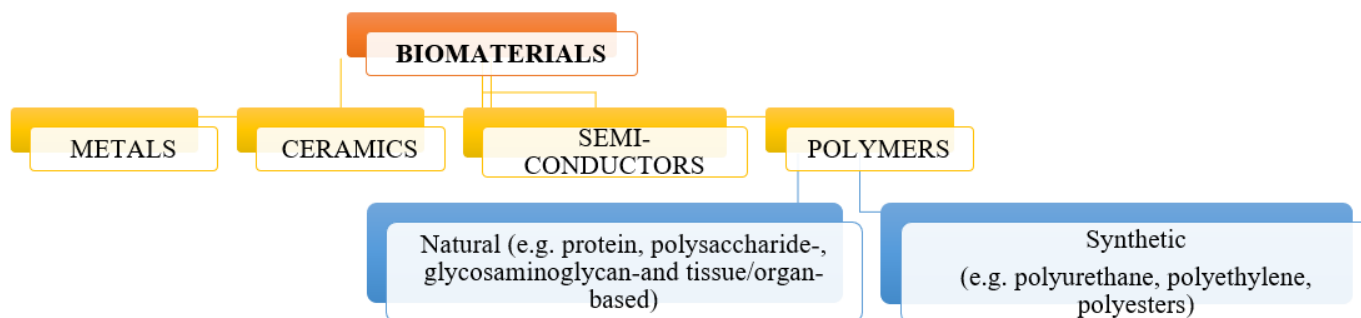 BIOMATERIALS
METALS
CERAMICS
SEMI-
CONDUCTORS
POLYMERS
Natural (e.g. protein, polysaccharide-,
glycosaminoglycan-and tissue/organ-
based)
Synthetic
(e.g. polyurethane, polyethylene,
polyesters)